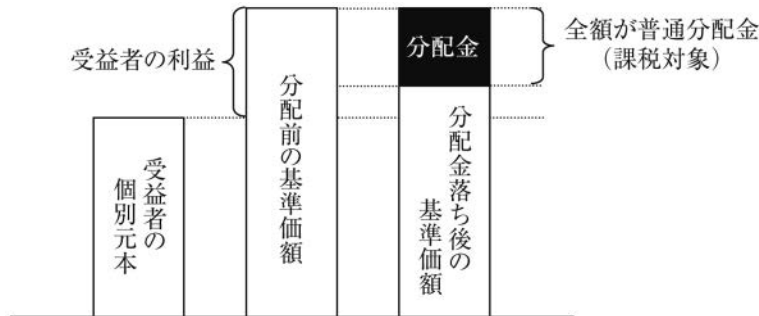 受益者の利益
受益者の
個別元本
分配前の基準価額
分配金
分配金落ち後の
基準価額
全額が普通分配金
（課税対象）